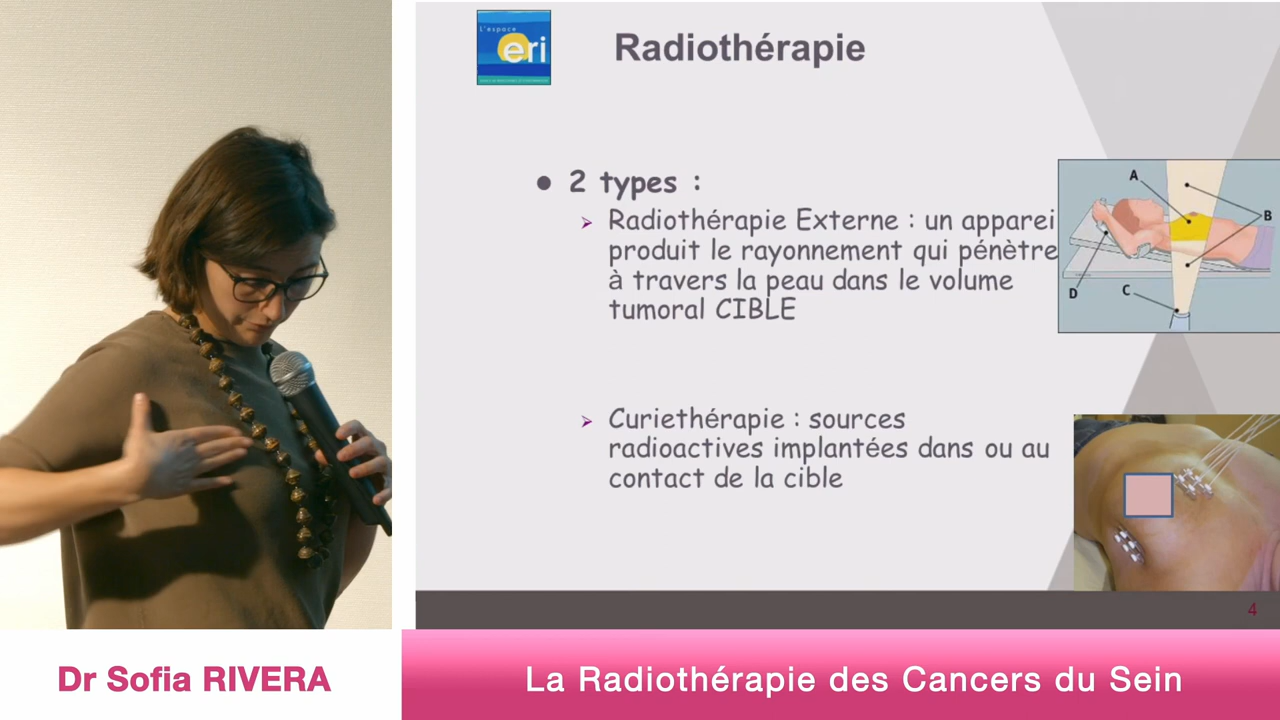 L'espace
eri
Radiothérapie
2 types :
Radiothérapie Externe : un apparei
produit le rayonnement qui pénètre
à travers la peau dans le volume
tumoral CIBLE
A
B
C
D
Curiethérapie : sources
radioactives implantées dans ou au
contact de la cible
4
Dr Sofia RIVERA
La Radiothérapie des Cancers du Sein